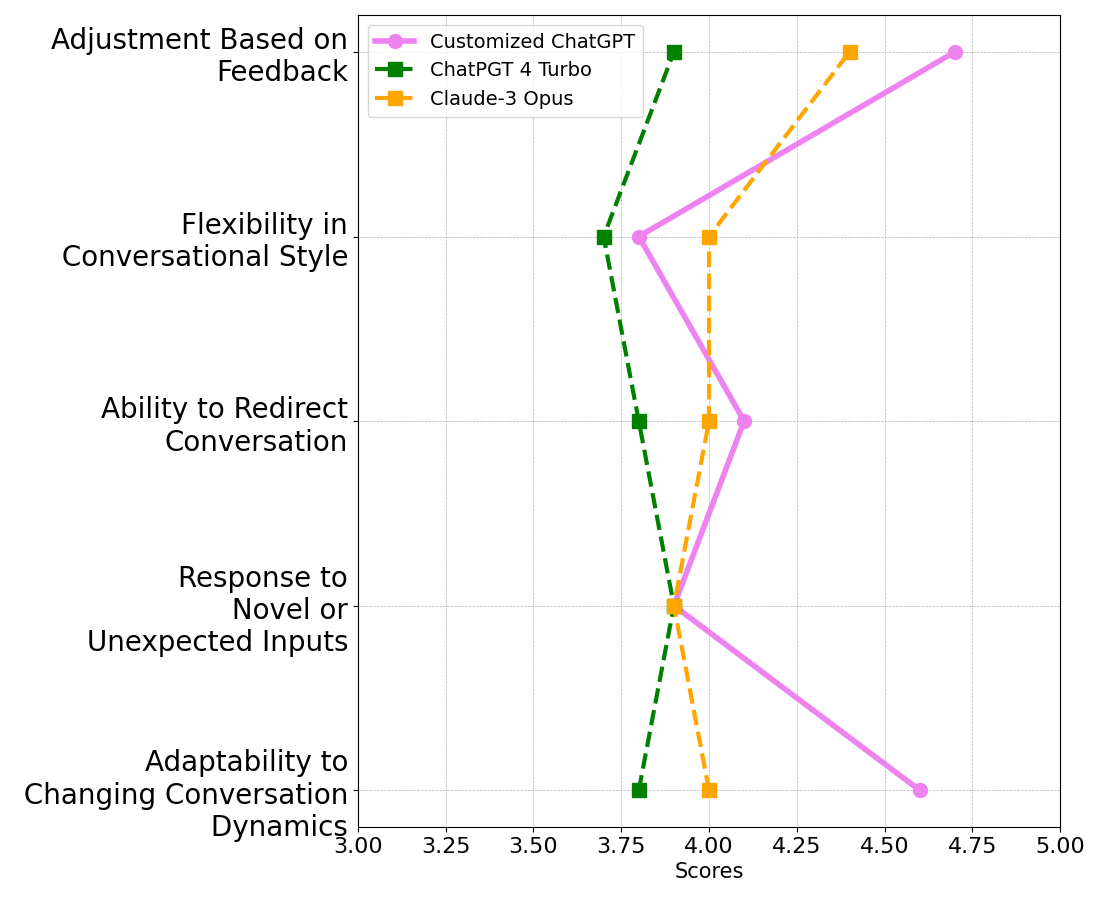 Adjustment Based on
Feedback
Customized ChatGPT
ChatPGT 4 Turbo
Claude-3 Opus
Flexibility in
Conversational Style
Ability to Redirect
Conversation
Response to
Novel or
Unexpected Inputs
Adaptability to
Changing Conversation
Dynamics
3.00 3.25 3.50 3.75 4.00 4.25 4.50 4.75 5.00
Scores